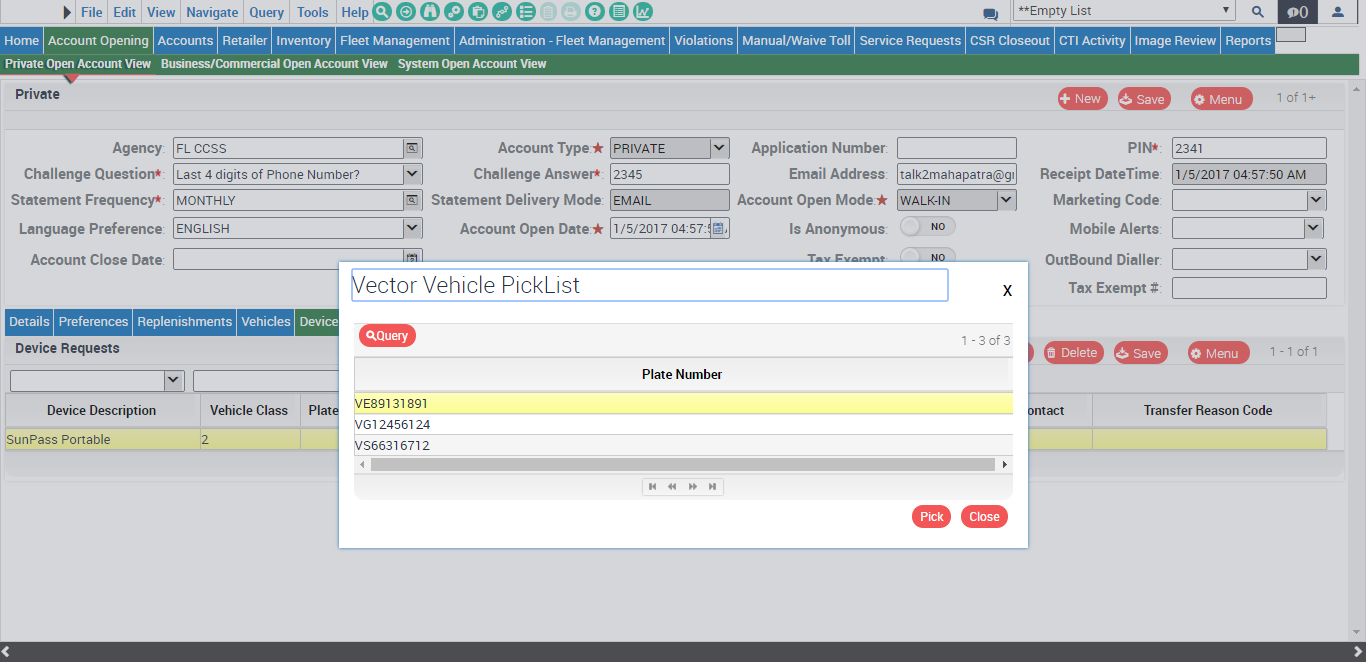 File Edit View Navigate Query Tools Help **Empty List 0
Home Account Opening Accounts Retailer Inventory Fleet Management Administration - Fleet Management Violations Manual/Waive Toll Service Requests CSR Closeout CTI Activity Image Review Reports
Private Open Account View Business/Commercial Open Account View System Open Account View
Private New Save Menu 1 of 1+
Agency: FL CCSS Account Type★: PRIVATE Application Number: PIN*: 2341
Challenge Question*: Last 4 digits of Phone Number? Challenge Answer*: 2345 Email Address: talk2mahapatra@g Receipt DateTime: 1/5/2017 04:57:50 AM
Statement Frequency*: MONTHLY Statement Delivery Mode: EMAIL Account Open Mode★: WALK-IN Marketing Code:
Language Preference: ENGLISH Account Open Date★: 1/5/2017 04:57: Is Anonymous: NO Mobile Alerts:
Account Close Date: Tax Exempt: NO OutBound Dialler:
Tax Exempt #:
Vector Vehicle PickList X
Query 1 - 3 of 3
Plate Number
VE89131891
VG12456124
VS66316712
Pick Close
Details Preferences Replenishments Vehicles Device
Device Requests Delete Save Menu 1 - 1 of 1
Device Description Vehicle Class Plate ontact Transfer Reason Code
SunPass Portable 2